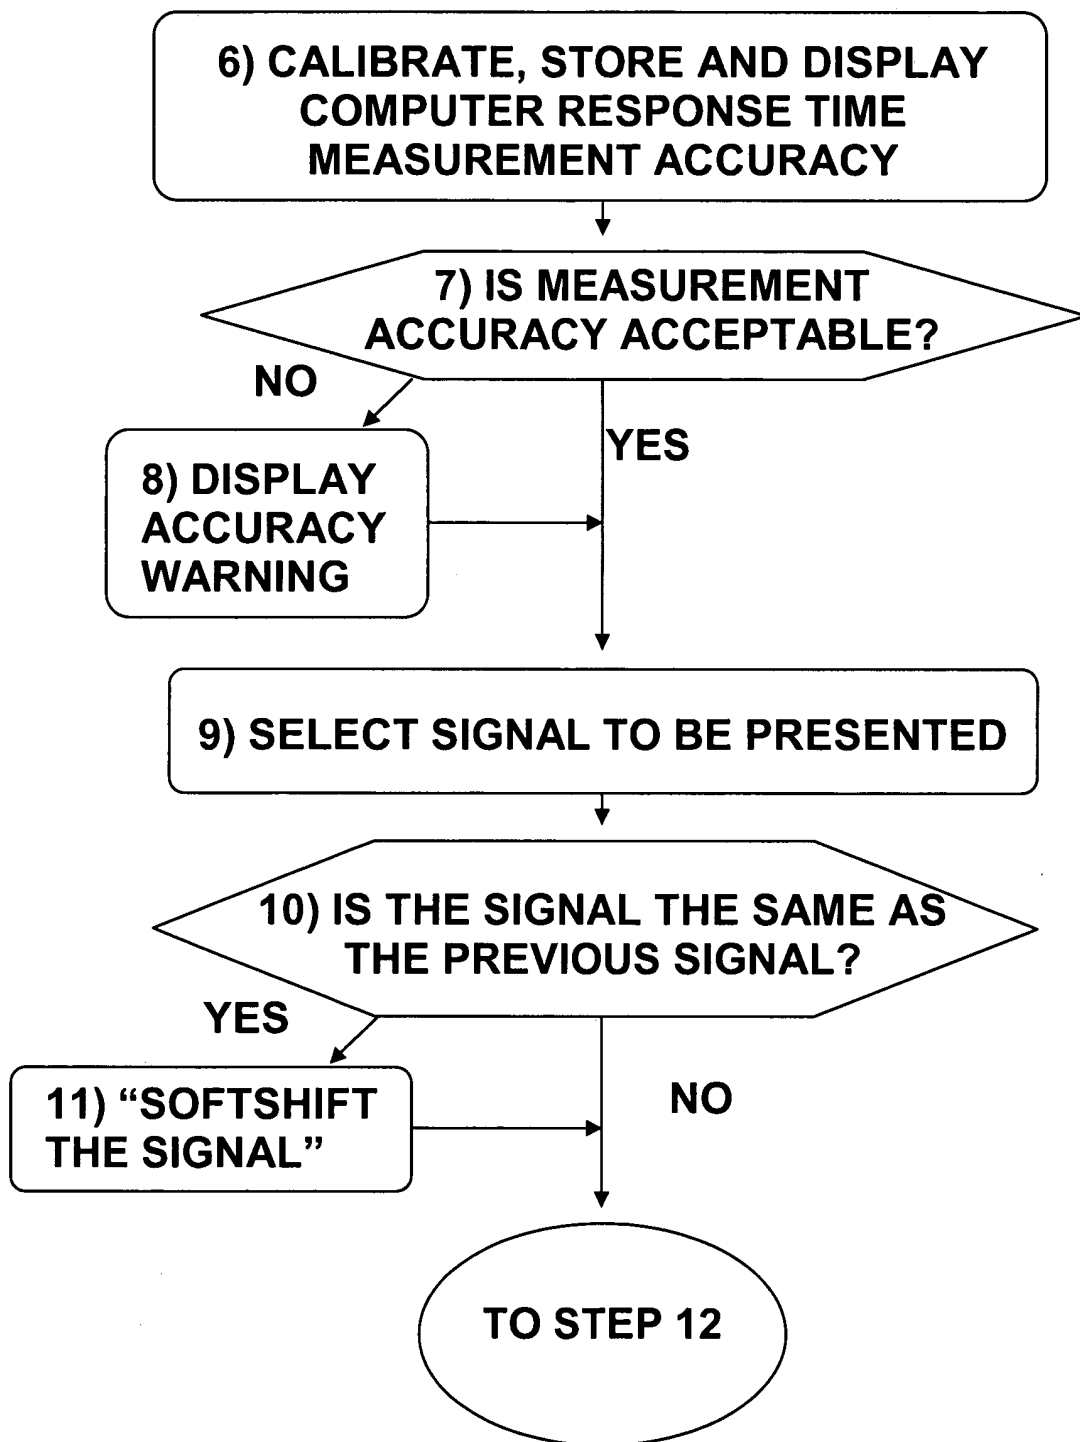 6) CALIBRATE, STORE AND DISPLAY
COMPUTER RESPONSE TIME
MEASUREMENT ACCURACY
7) IS MEASUREMENT
ACCURACY ACCEPTABLE?
NO
YES
8) DISPLAY
ACCURACY
WARNING
9) SELECT SIGNAL TO BE PRESENTED
10) IS THE SIGNAL THE SAME AS
THE PREVIOUS SIGNAL?
YES
NO
11) “SOFTSHIFT
THE SIGNAL”
TO STEP 12